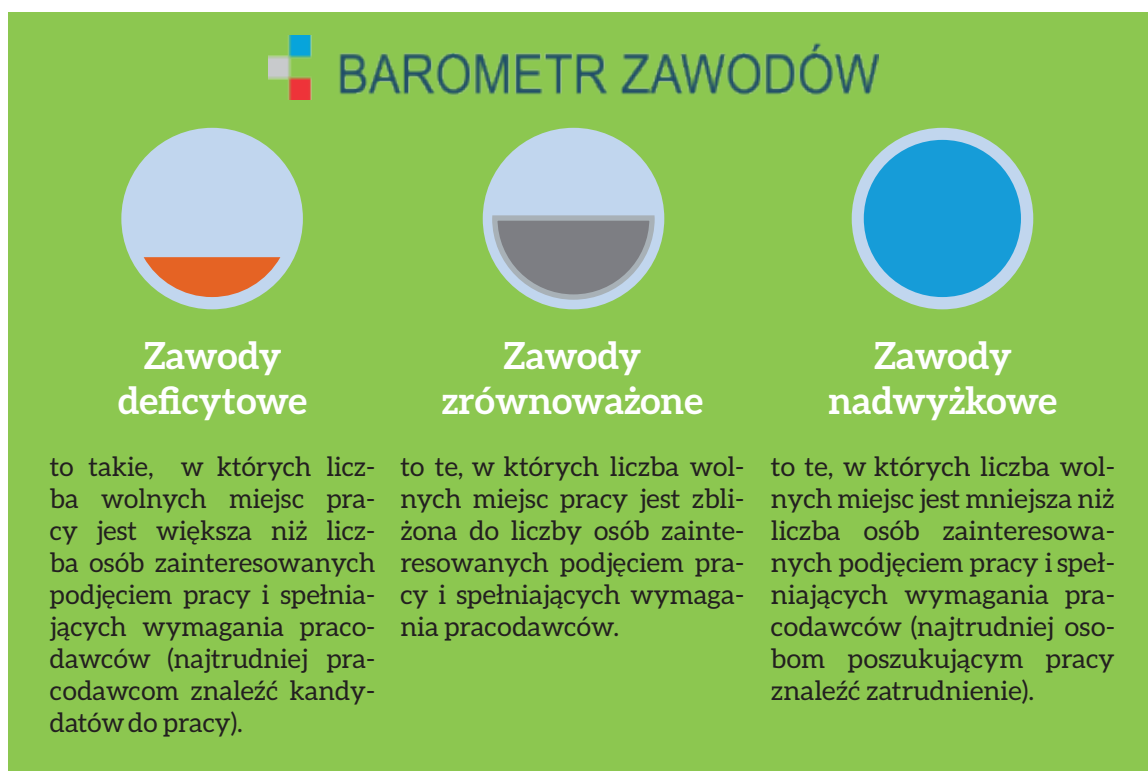 BAROMETR ZAWODÓW
Zawody
deficytowe
to takie, w których licz-
ba wolnych miejsc pra-
cy jest większa niż licz-
ba osób zainteresowanych
podjęciem pracy i spełnia-
jących wymagania praco-
dawców (najtrudniej pra-
codawcom znaleźć kandy-
datów do pracy).
Zawody
zrównoważone
to te, w których liczba wol-
nych miejsc pracy jest zbli-
żona do liczby osób zainte-
resowanych podjęciem pra-
cy i spełniających wymaga-
nia pracodawców.
Zawody
nadwyżkowe
to te, w których liczba wol-
nych miejsc jest mniejsza niż
liczba osób zainteresowa-
nych podjęciem pracy i speł-
niających wymagania pra-
codawców (najtrudniej oso-
bom poszukującym pracy
znaleźć zatrudnienie).